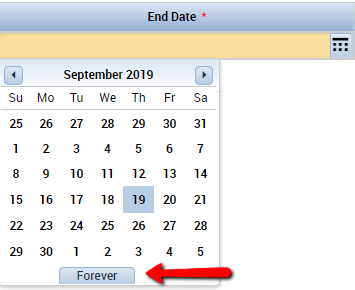 End Date *
September 2019
Su Mo Tu We Th Fr Sa
25 26 27 28 29 30 31
1 2 3 4 5 6 7
8 9 10 11 12 13 14
15 16 17 18 19 20 21
22 23 24 25 26 27 28
29 30 1 2 3 4 5
Forever